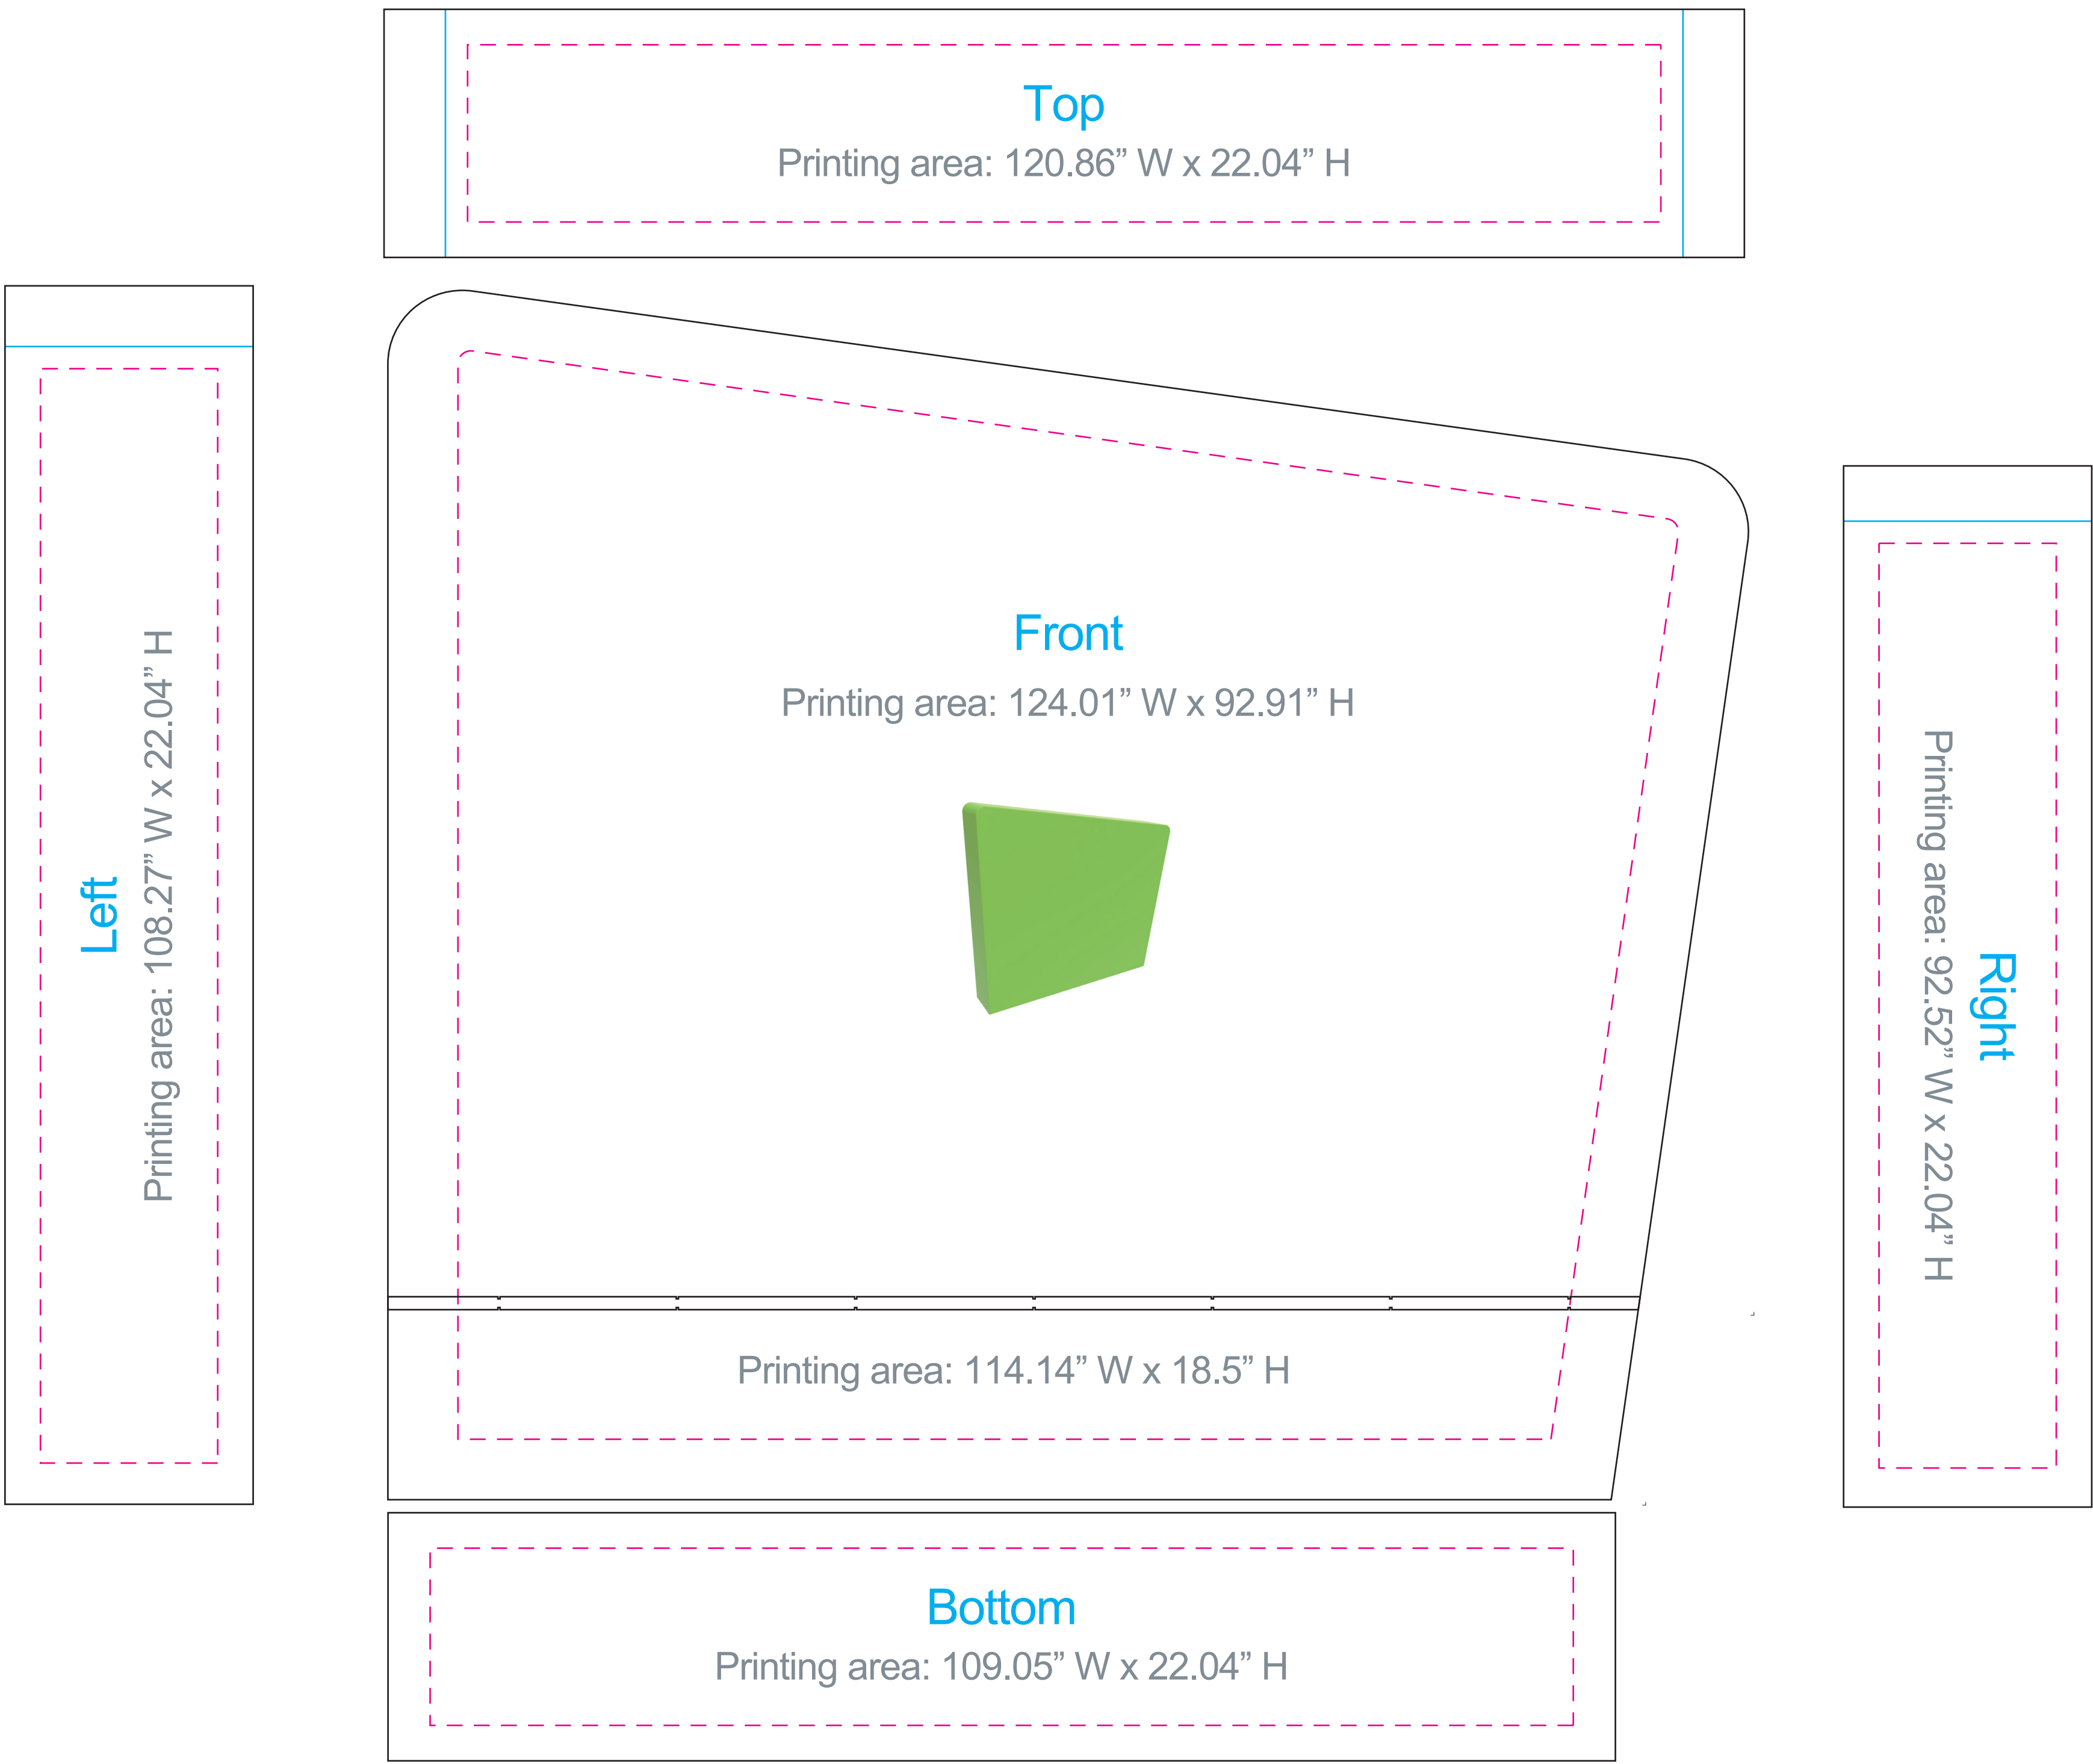 Top
Printing area: 120.86” W x 22.04” H
Left
Printing area: 108.27” W x 22.04” H
Front
Printing area: 124.01” W x 92.91” H
Right
Printing area: 92.52” W x 22.04” H
Printing area: 114.14” W x 18.5” H
Bottom
Printing area: 109.05” W x 22.04” H